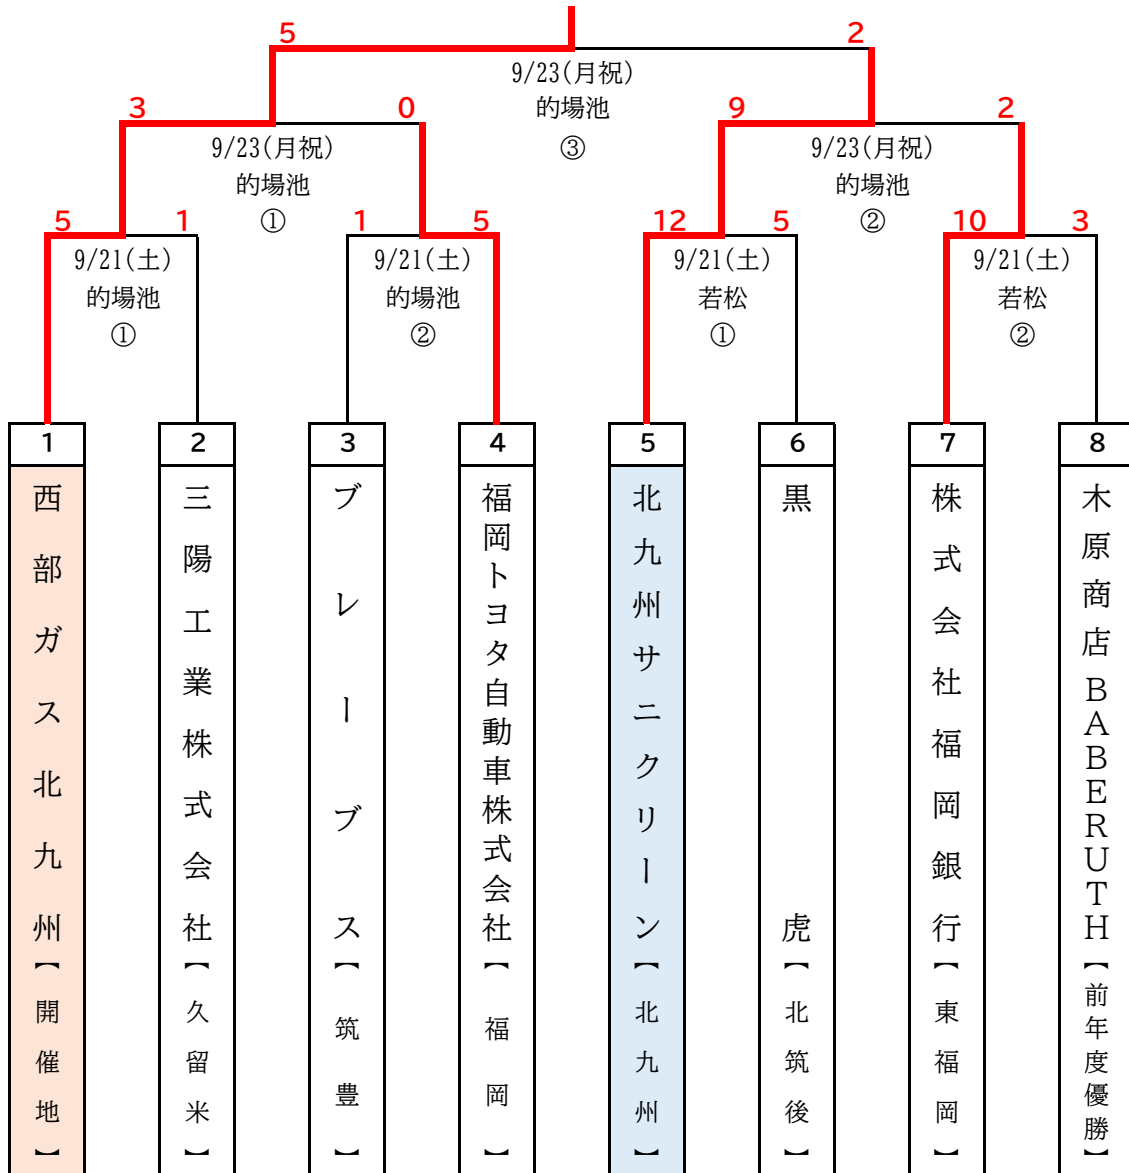 5
2
9/23(月祝)
的場池
③
3
0
9
2
9/23(月祝)
的場池
①
9/23(月祝)
的場池
②
5
1
1
5
12
5
10
3
9/21(土)
的場池
①
9/21(土)
的場池
②
9/21(土)
若松
①
9/21(土)
若松
②
1
2
3
4
5
6
7
8
西部ガス北九州【開催地】
三陽工業株式会社【久留米】
ブレーブス【筑豊】
福岡トヨタ自動車株式会社【福岡】
北九州サニクリーン【北九州】
黒虎【北筑後】
株式会社福岡銀行【東福岡】
木原商店BABERUTH【前年度優勝】